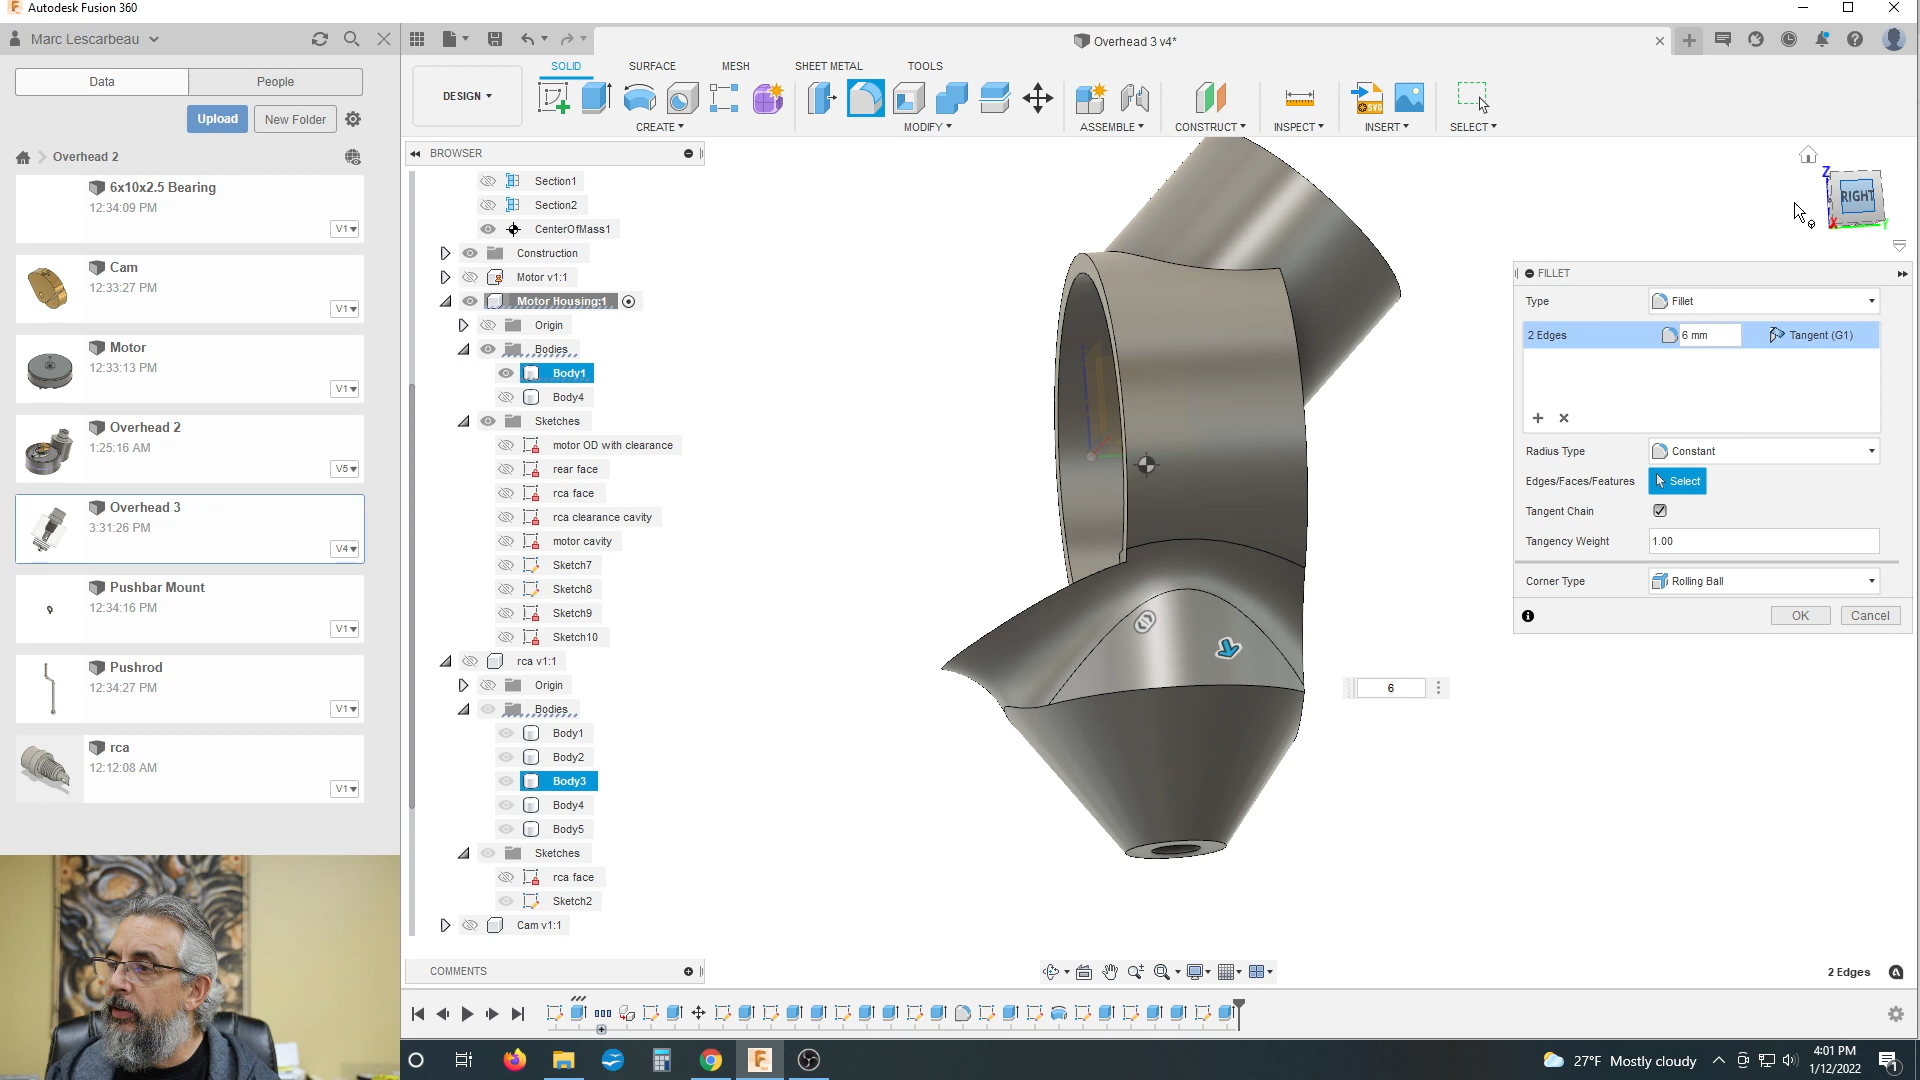 Autodesk Fusion 360
Marc Lescarbeau
Overhead 3 v4*
Data
People
Upload
New Folder
Overhead 2
6x10x2.5 Bearing
12:34:09 PM
V1
Cam
12:33:27 PM
V1
Motor
12:33:13 PM
V1
Overhead 2
1:25:16 AM
V5
Overhead 3
3:31:26 PM
V4
Pushbar Mount
12:34:16 PM
V1
Pushrod
12:34:27 PM
V1
rca
12:12:08 AM
V1
DESIGN
SOLID
SURFACE
MESH
SHEET METAL
TOOLS
CREATE
MODIFY
ASSEMBLE
CONSTRUCT
INSPECT
INSERT
SELECT
SVG
BROWSER
Section1
Section2
CenterOfMass1
Construction
Motor v1:1
Motor Housing:1
Origin
Bodies
Body1
Body4
Sketches
motor OD with clearance
rear face
rca face
rca clearance cavity
motor cavity
Sketch7
Sketch8
Sketch9
Sketch10
rca v1:1
Origin
Bodies
Body1
Body2
Body3
Body4
Body5
Sketches
rca face
Sketch2
Cam v1:1
COMMENTS
Z
RIGHT
X
Y
FILLET
Type
Fillet
2 Edges
6 mm
Tangent (G1)
Radius Type
Constant
Edges/Faces/Features
Select
Tangent Chain
Tangency Weight
1.00
Corner Type
Rolling Ball
OK
Cancel
6
2 Edges
27°F Mostly cloudy
4:01 PM
1/12/2022
1